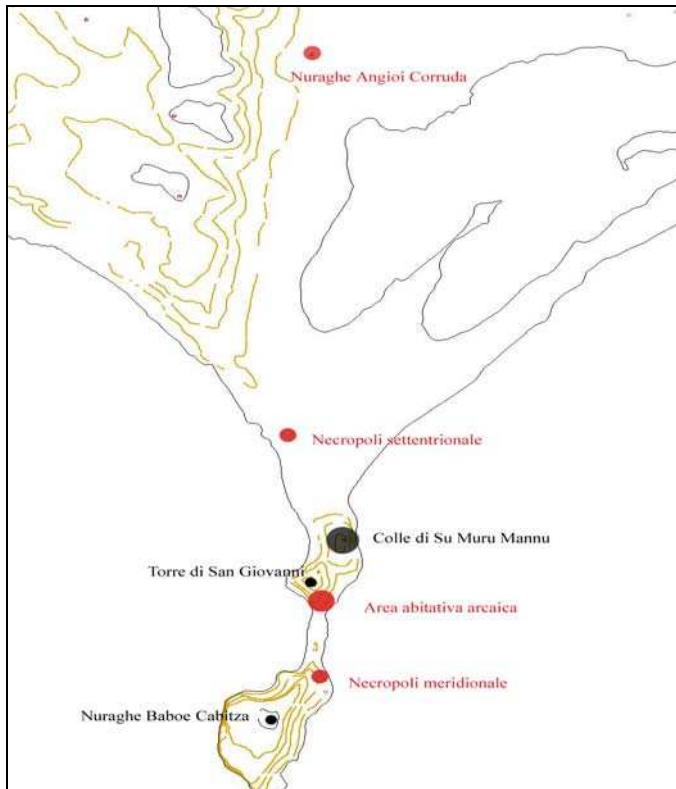 Nuraghe Angioi Corruda
Necropoli settentrionale
Colle di Su Muru Mannu
Torre di San Giovanni
Area abitativa arcaica
Necropoli meridionale
Nuraghe Baboe Cabitza